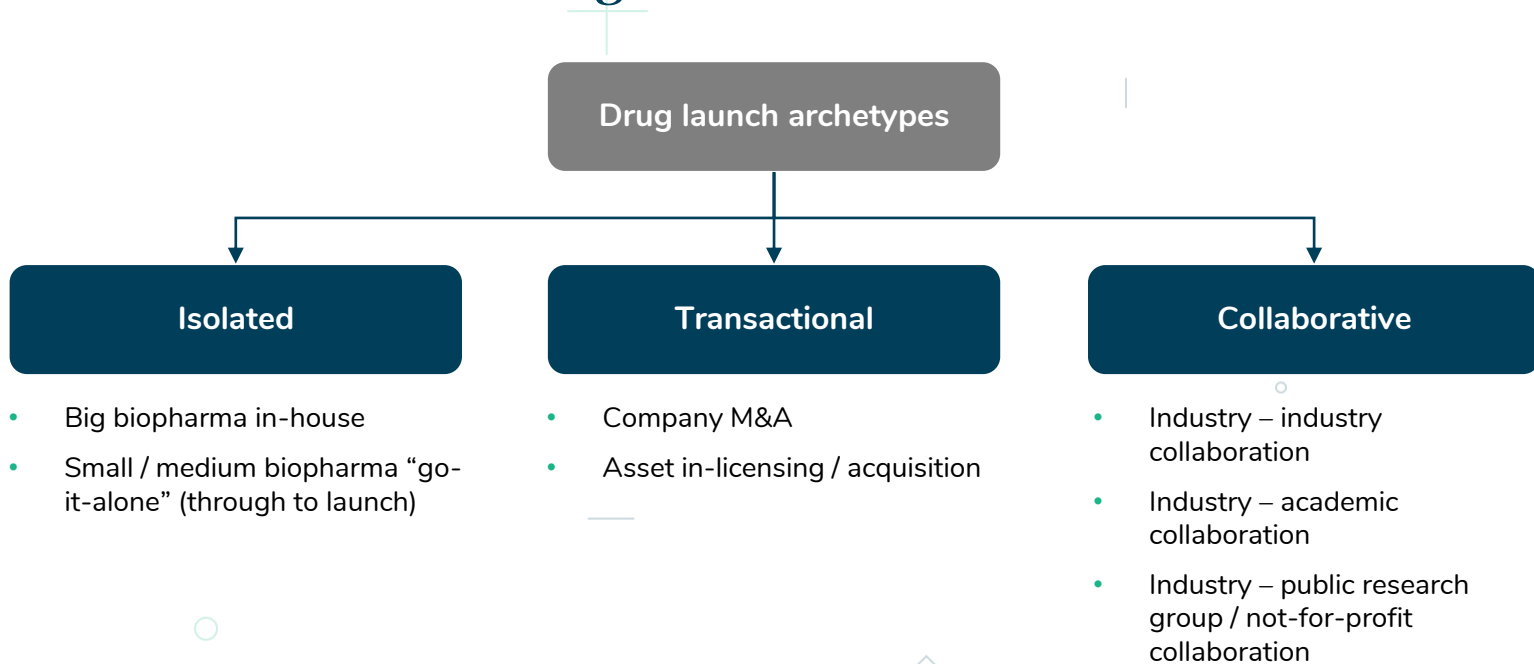 Drug launch archetypes
Isolated
Transactional
Collaborative
• Big biopharma in-house
• Small / medium biopharma “go-
it-alone” (through to launch)
• Company M&A
• Asset in-licensing / acquisition
• Industry – industry
collaboration
• Industry – academic
collaboration
• Industry – public research
group / not-for-profit
collaboration